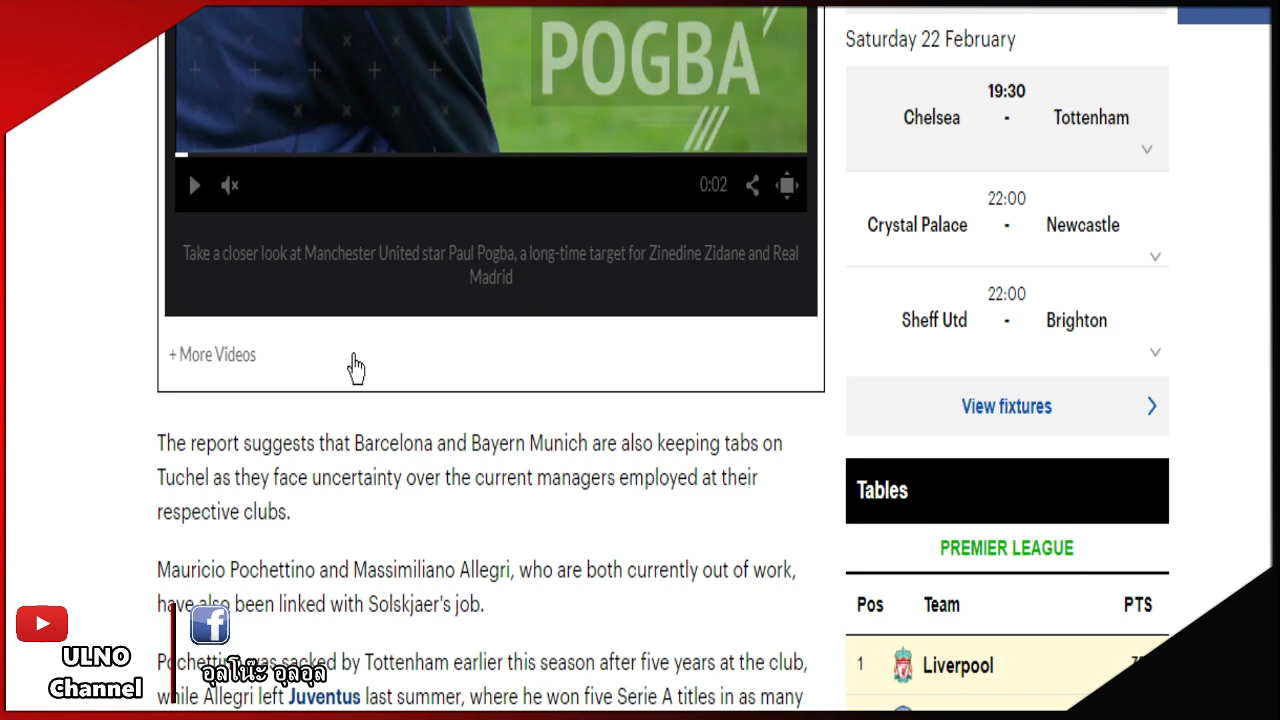 POGBA
0:02
Take a closer look at Manchester United star Paul Pogba, a long-time target for Zinedine Zidane and Real
Madrid
+ More Videos
The report suggests that Barcelona and Bayern Munich are also keeping tabs on
Tuchel as they face uncertainty over the current managers employed at their
respective clubs.
Mauricio Pochettino and Massimiliano Allegri, who are both currently out of work,
have also been linked with Solskjaer's job.
Pochettino was sacked by Tottenham earlier this season after five years at the club,
while Allegri left Juventus last summer, where he won five Serie A titles in as many
Saturday 22 February
19:30
Chelsea - Tottenham
22:00
Crystal Palace - Newcastle
22:00
Sheff Utd - Brighton
View fixtures
Tables
PREMIER LEAGUE
Pos Team PTS
1 Liverpool
ULNO
Channel
อุลโน๊ะ อุลอุล